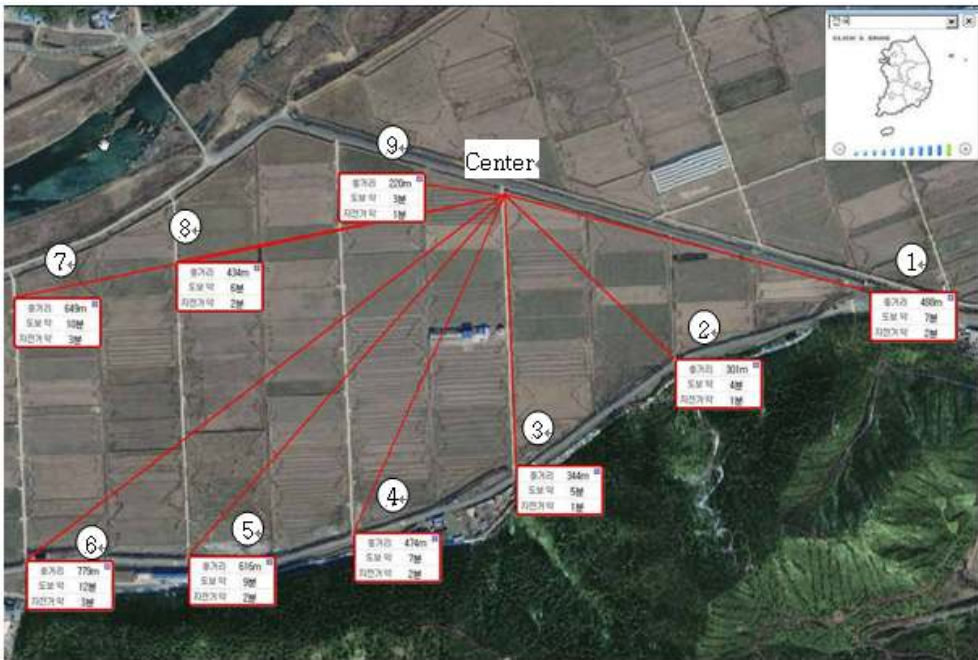 전국
⑨
Center
총거리 220m
도보 약 3분
자전거 약 1분
⑧
총거리 434m
도보 약 6분
자전거 약 2분
⑦
총거리 649m
도보 약 10분
자전거 약 3분
①
총거리 488m
도보 약 7분
자전거 약 2분
②
총거리 301m
도보 약 4분
자전거 약 1분
③
총거리 344m
도보 약 5분
자전거 약 1분
④
총거리 474m
도보 약 7분
자전거 약 2분
⑤
총거리 616m
도보 약 9분
자전거 약 2분
⑥
총거리 779m
도보 약 12분
자전거 약 3분